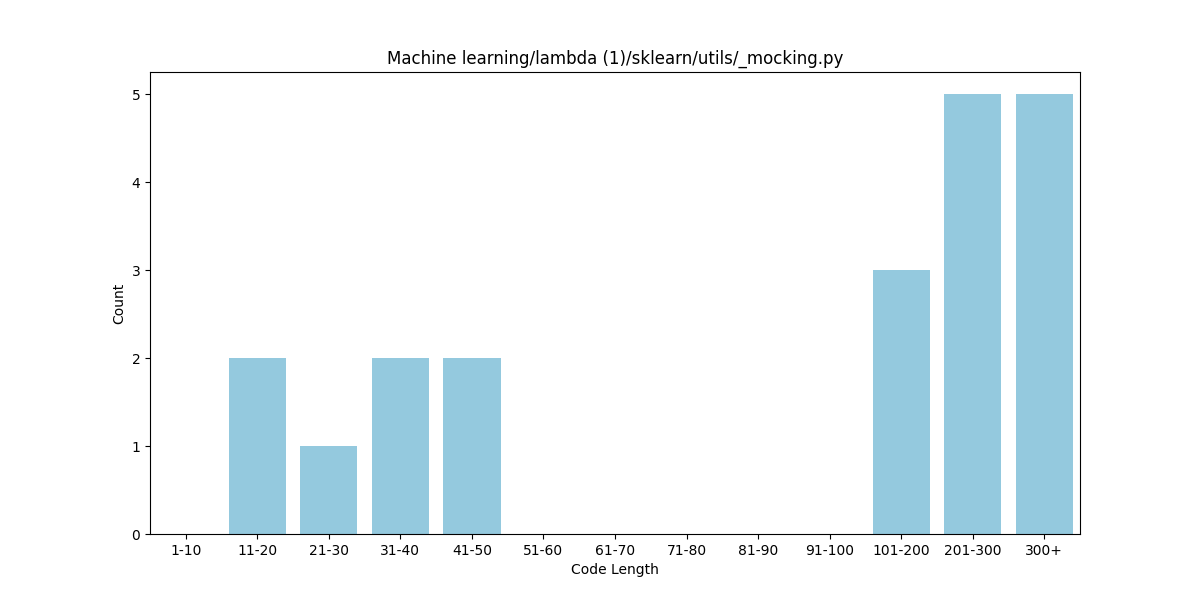 Machine learning/lambda (1)/sklearn/utils/_mocking.py
5
4
3
2
1
0
Count
1-10 11-20 21-30 31-40 41-50 51-60 61-70 71-80 81-90 91-100 101-200 201-300 300+
Code Length